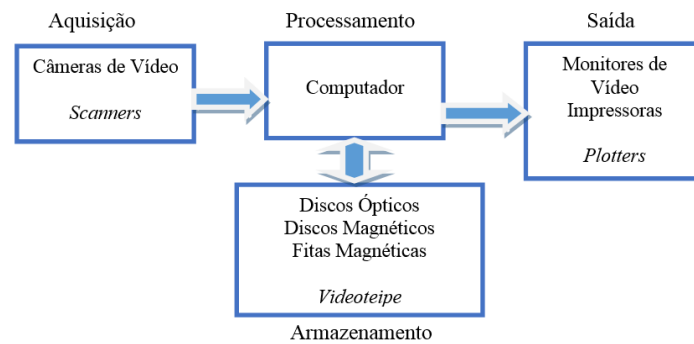 Aquisição
Processamento
Saída
Câmeras de Vídeo
Scanners
Computador
Monitores de
Vídeo
Impressoras
Plotters
Discos Ópticos
Discos Magnéticos
Fitas Magnéticas
Videoteipe
Armazenamento